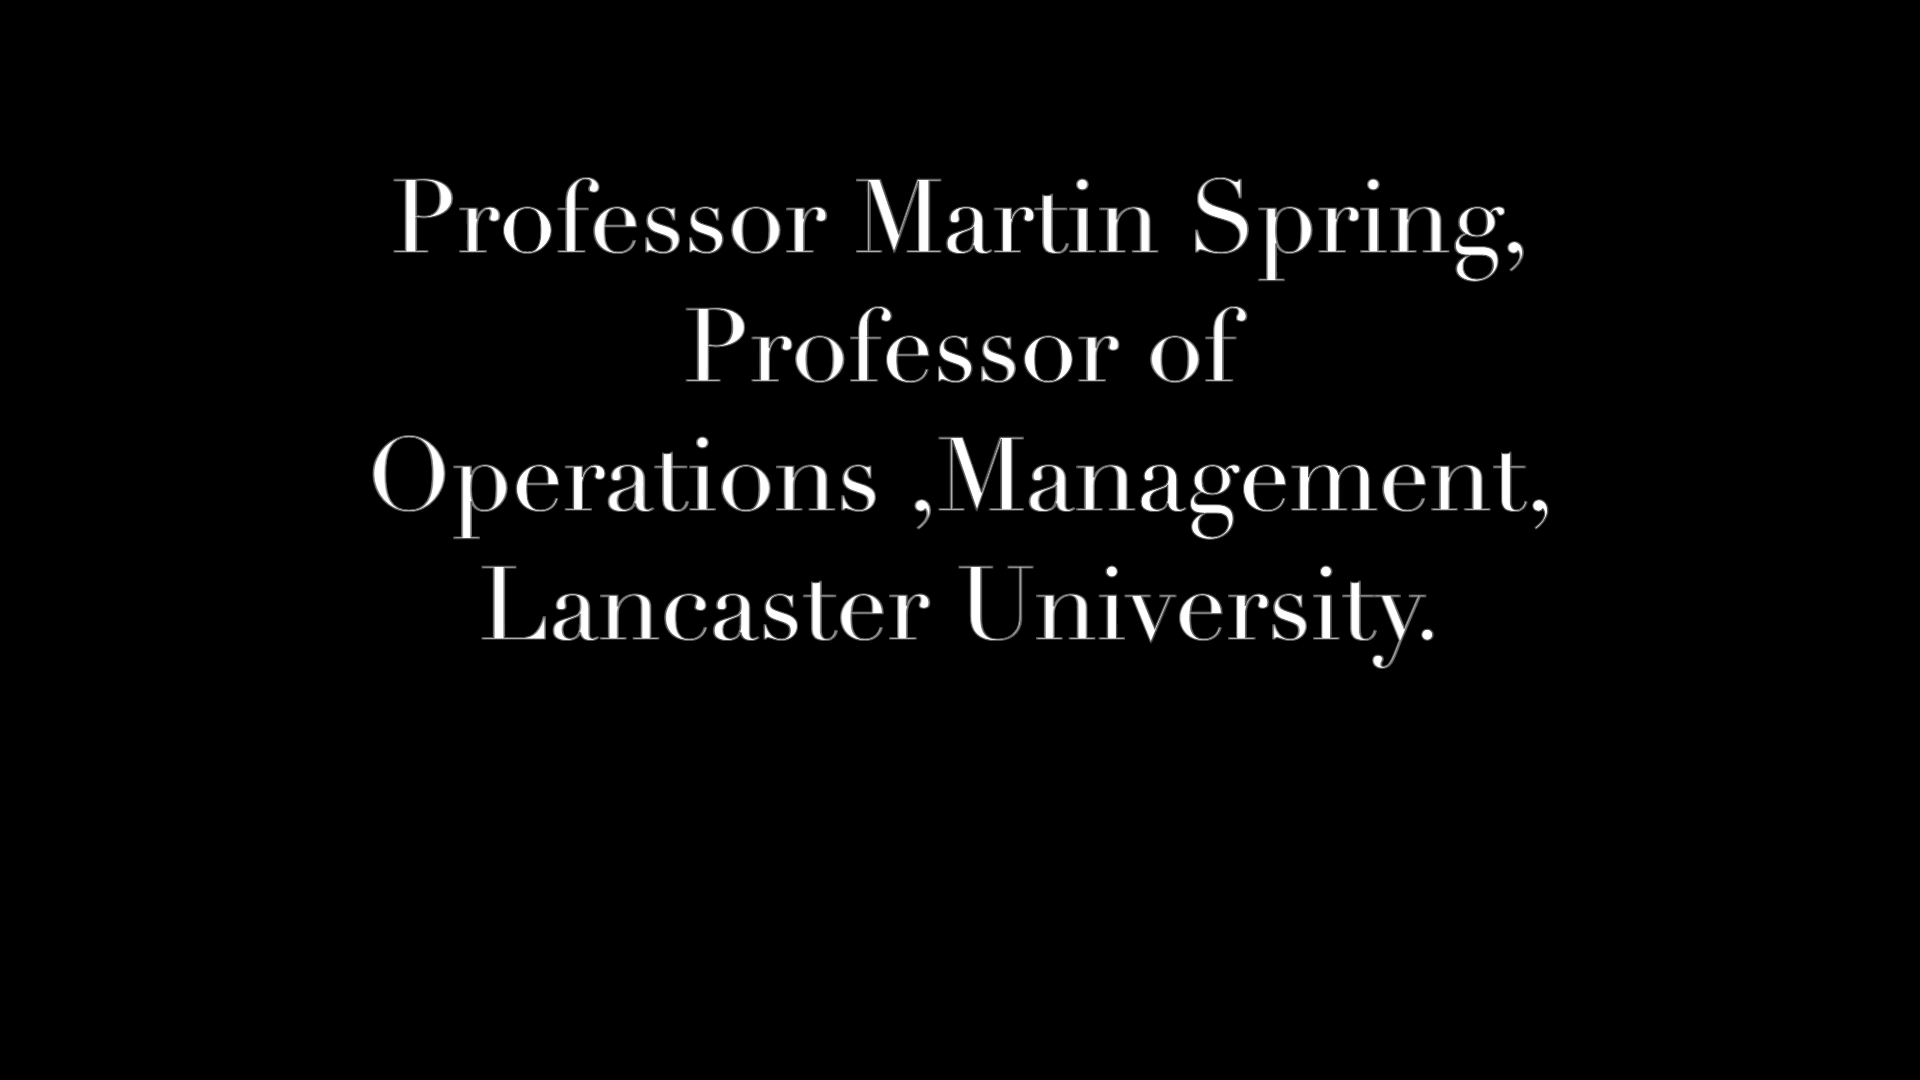 Professor Martin Spring,
Professor of
Operations ,Management,
Lancaster University.